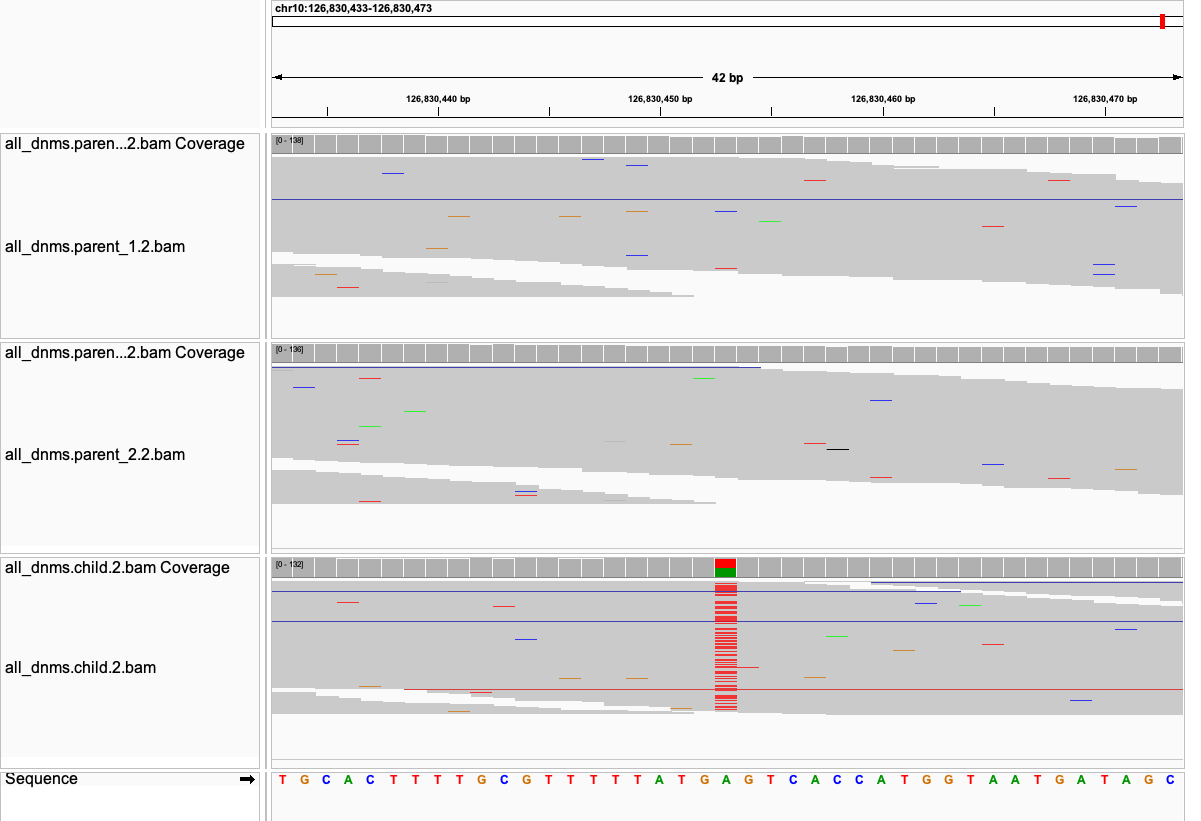 chr10:126,830,433-126,830,473
42 bp
126,830,440 bp 126,830,450 bp 126,830,460 bp 126,830,470 bp
all_dnms.paren...2.bam Coverage
[0 - 138]
all_dnms.parent_1.2.bam
all_dnms.paren...2.bam Coverage
[0 - 136]
all_dnms.parent_2.2.bam
all_dnms.child.2.bam Coverage
[0 - 132]
all_dnms.child.2.bam
Sequence T G C A C T T T T G C G T T T T T A T G A G T C A C C A T G G T A A T G A T A G C